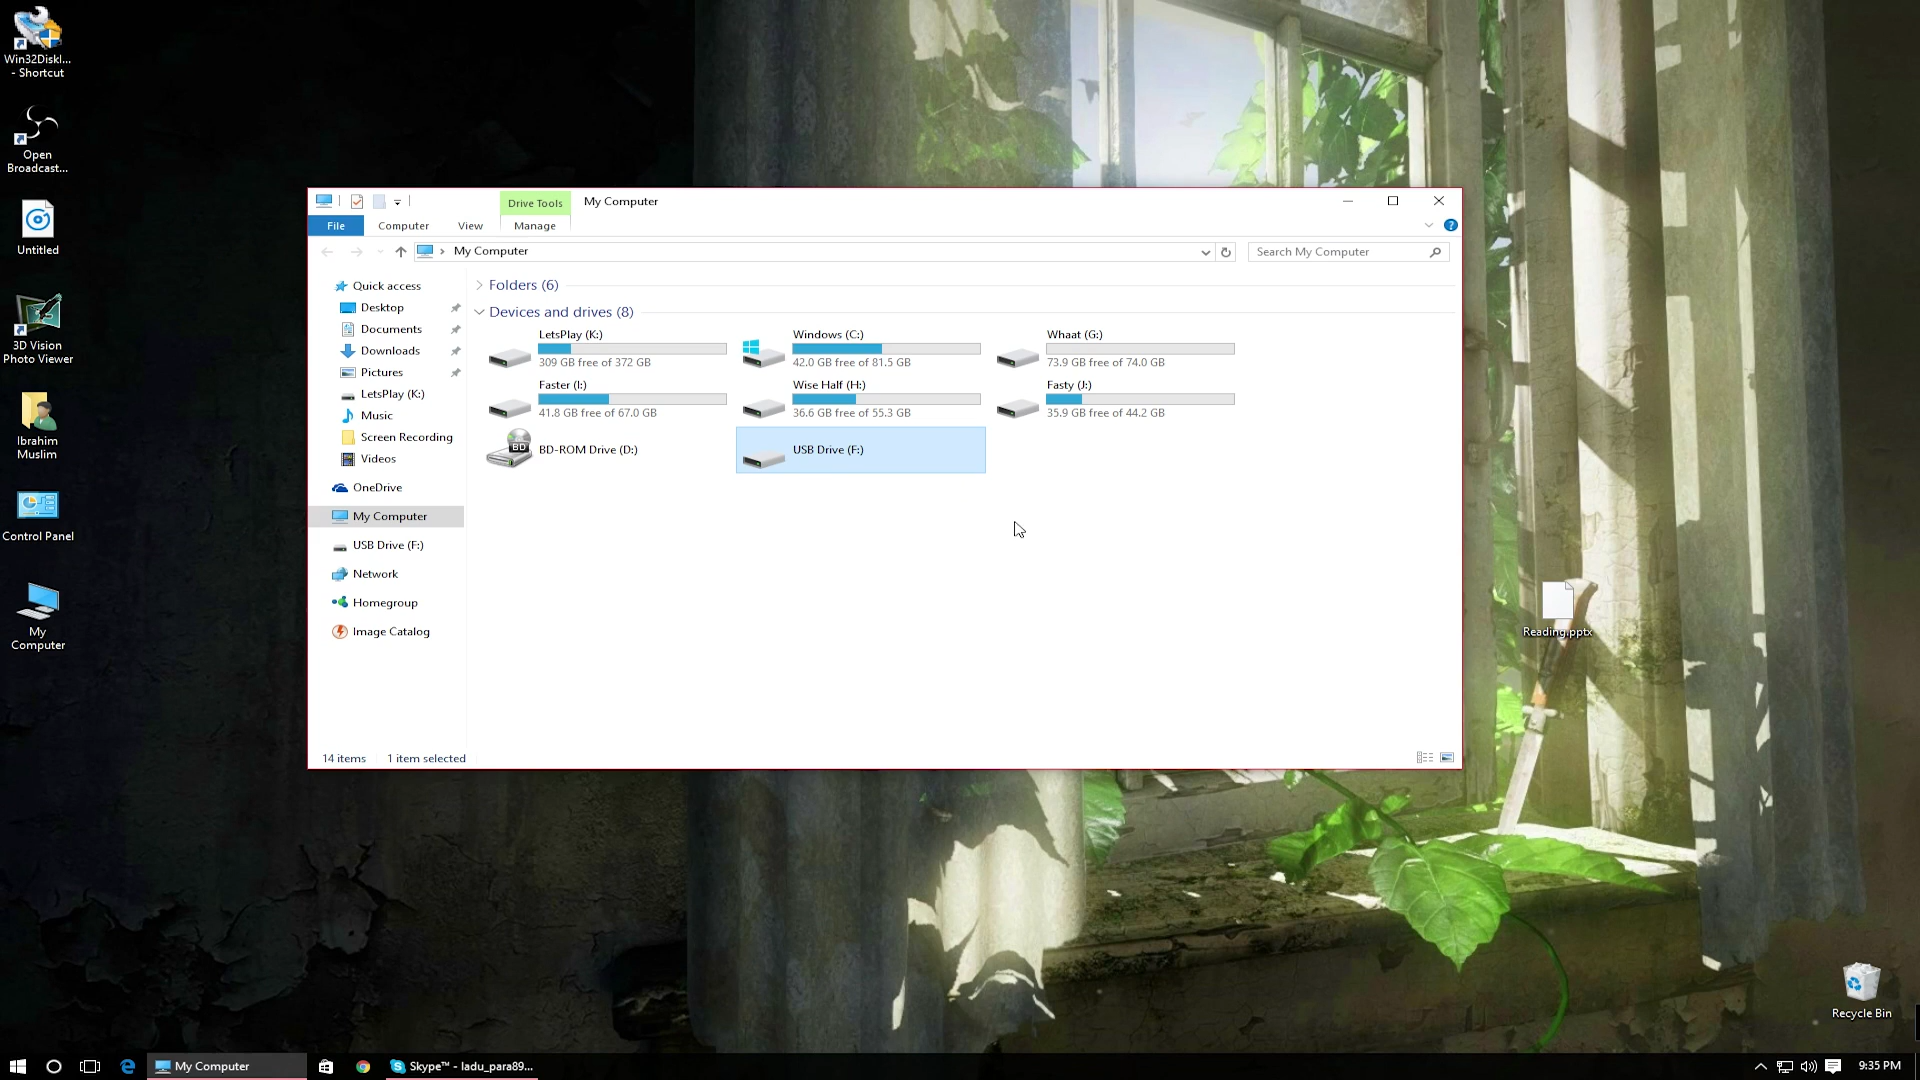 Win32DiskI...
- Shortcut
Open
Broadcast...
Untitled
3D Vision
Photo Viewer
Ibrahim
Muslim
Control Panel
My
Computer
Drive Tools
My Computer
File
Computer
View
Manage
My Computer
Search My Computer
Quick access
Desktop
Documents
Downloads
Pictures
LetsPlay (K:)
Music
Screen Recording
Videos
OneDrive
My Computer
USB Drive (F:)
Network
Homegroup
Image Catalog
Folders (6)
Devices and drives (8)
LetsPlay (K:)
309 GB free of 372 GB
Windows (C:)
42.0 GB free of 81.5 GB
Whaat (G:)
73.9 GB free of 74.0 GB
Faster (I:)
41.8 GB free of 67.0 GB
Wise Half (H:)
36.6 GB free of 55.3 GB
Fasty (J:)
35.9 GB free of 44.2 GB
BD
BD-ROM Drive (D:)
USB Drive (F:)
14 items
1 item selected
Reading.pptx
Recycle Bin
My Computer
Skype™ - ladu_para89...
9:35 PM